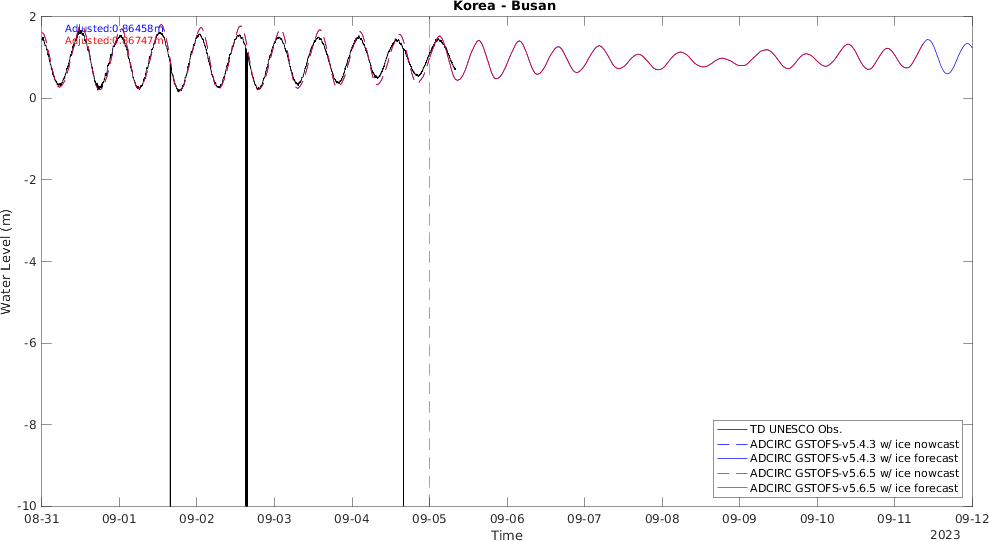 Korea - Busan
Adjusted:0.86458m
Adjusted:0.86747m
Water Level (m)
2
0
-2
-4
-6
-8
-10
08-31 09-01 09-02 09-03 09-04 09-05 09-06 09-07 09-08 09-09 09-10 09-11 09-12
Time
2023
TD UNESCO Obs.
ADCIRC GSTOFS-v5.4.3 w/ ice nowcast
ADCIRC GSTOFS-v5.4.3 w/ ice forecast
ADCIRC GSTOFS-v5.6.5 w/ ice nowcast
ADCIRC GSTOFS-v5.6.5 w/ ice forecast